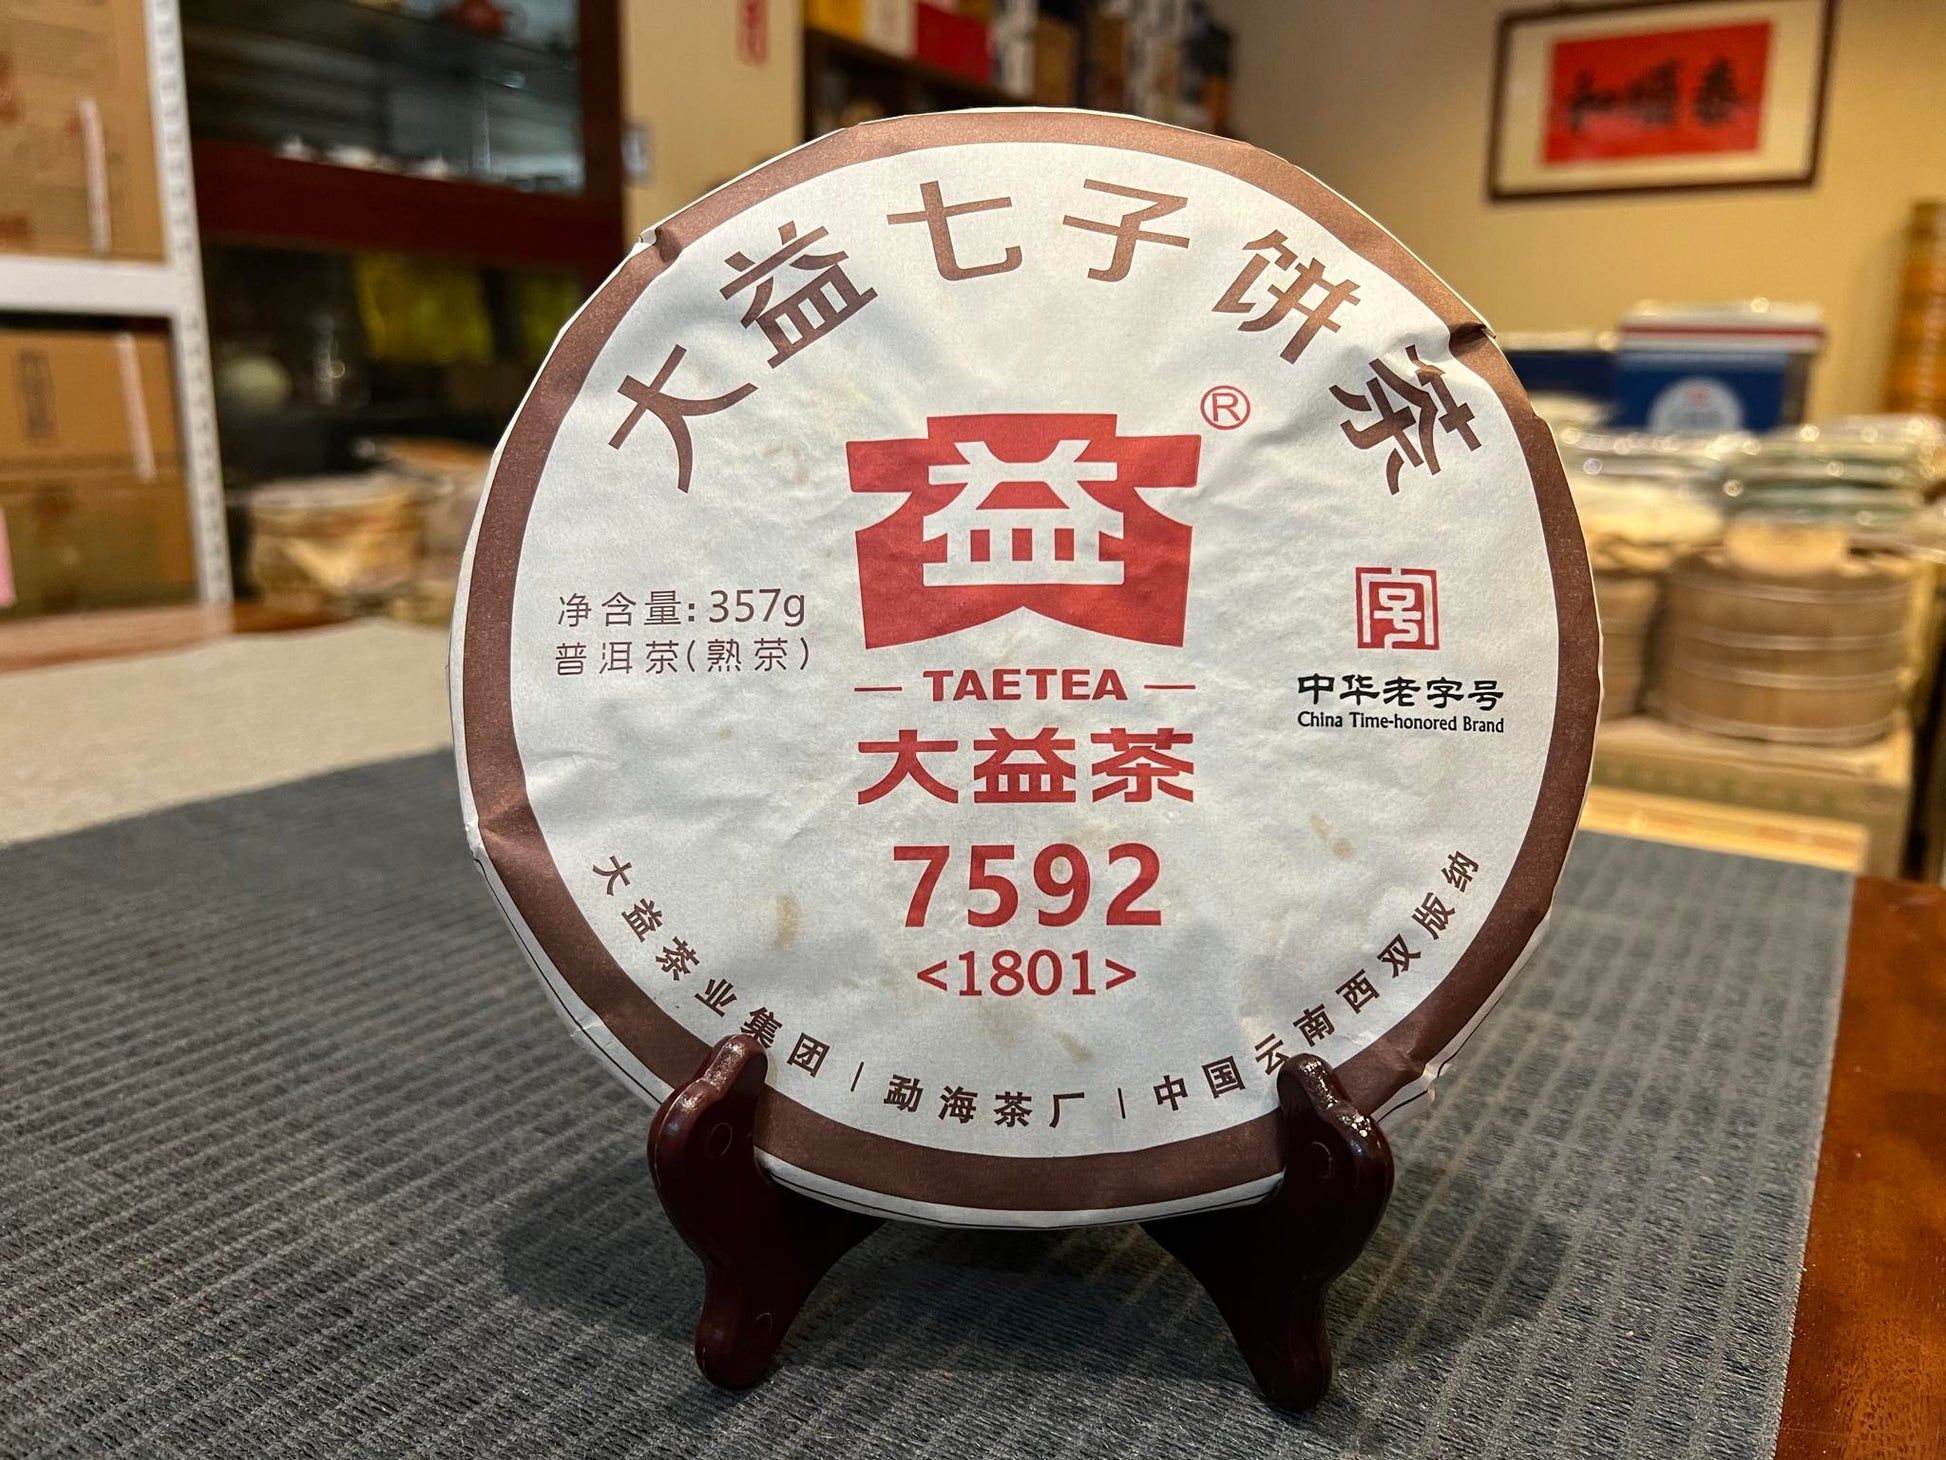 大益七子饼茶
益®
净含量:357g
普洱茶(熟茶)
TAETEA
大益茶
7592
<1801>
中华老字号
China Time-honored Brand
大益茶业集团｜勐海茶厂｜中国云南西双版纳